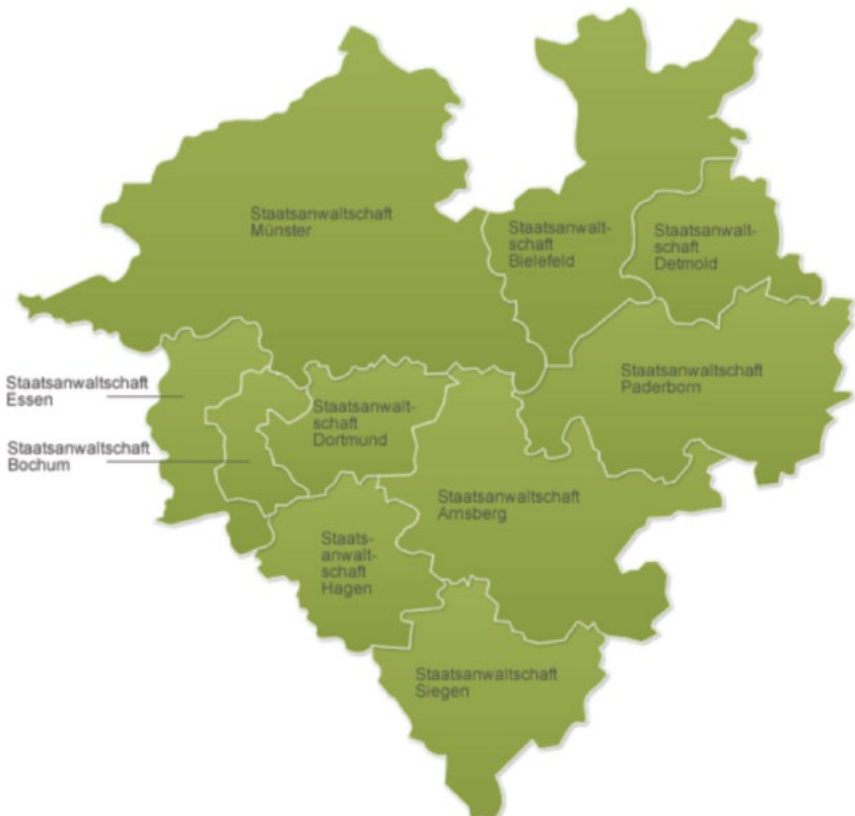 Staatsanwaltschaft
Münster
Staatsanwalt-
schaft
Bielefeld
Staatsanwalt-
schaft
Detmold
Staatsanwaltschaft
Paderborn
Staatsanwaltschaft
Essen
Staatsanwalt-
schaft
Dortmund
Staatsanwaltschaft
Bochum
Staatsanwaltschaft
Arnsberg
Staats-
anwalt-
schaft
Hagen
Staatsanwaltschaft
Siegen